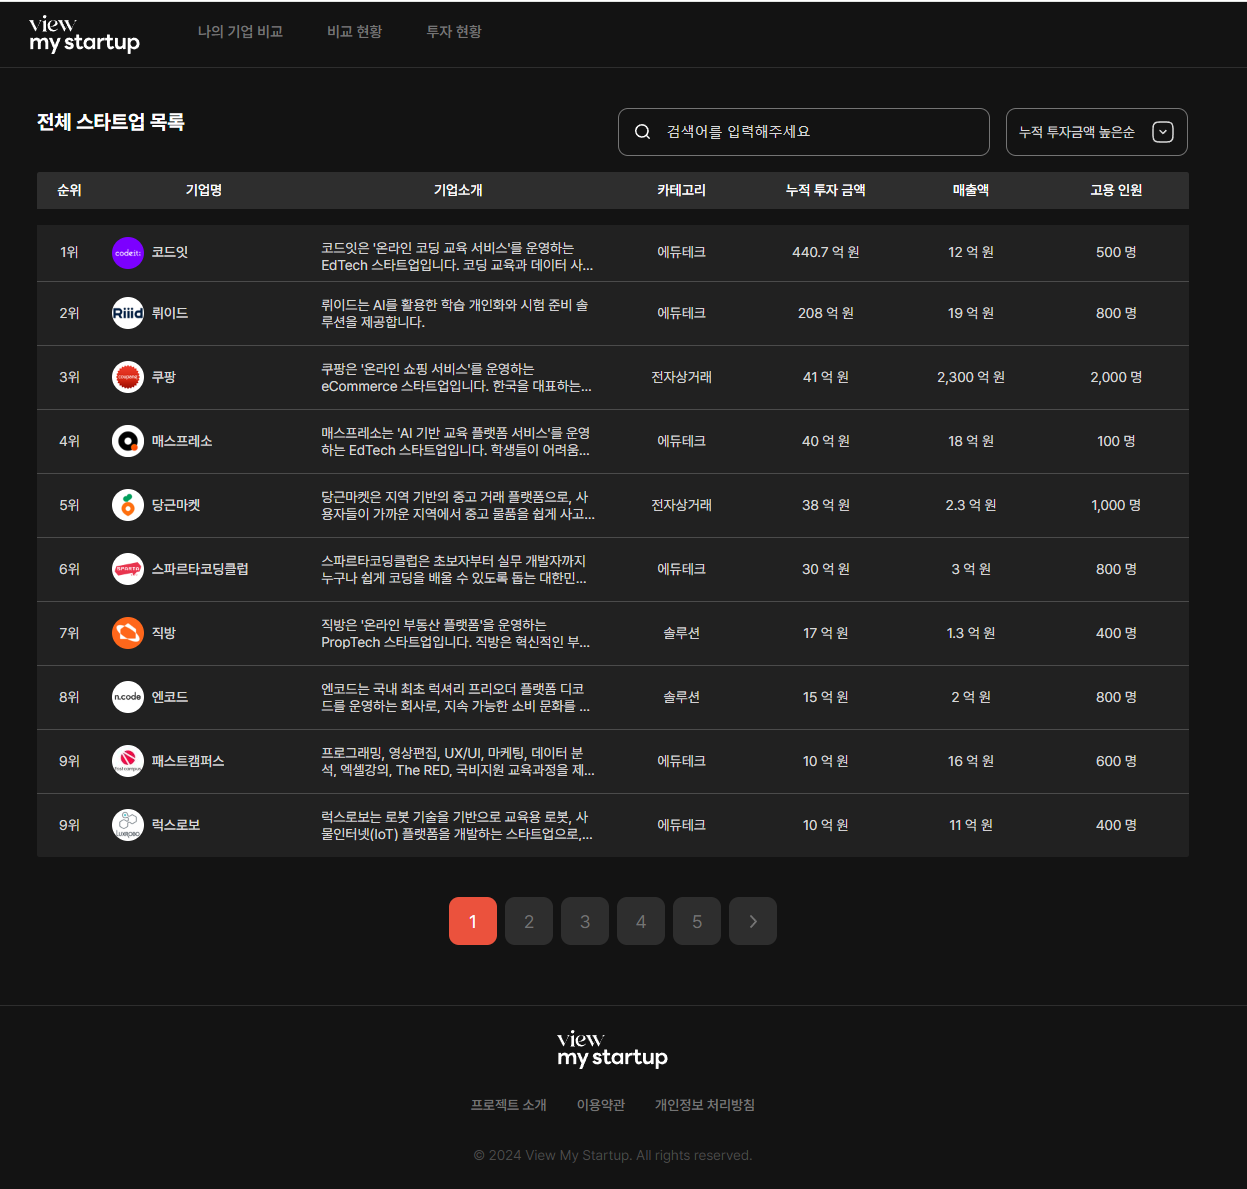 view
my startup
나의 기업 비교 비교 현황 투자 현황
전체 스타트업 목록
검색어를 입력해주세요
누적 투자금액 높은순
순위 기업명 기업소개 카테고리 누적 투자 금액 매출액 고용 인원
1위 code:it: 코드잇 코드잇은 '온라인 코딩 교육 서비스'를 운영하는 에듀테크 440.7 억 원 12 억 원 500 명
EdTech 스타트업입니다. 코딩 교육과 데이터 사...
2위 Riiid 뤼이드 뤼이드는 AI를 활용한 학습 개인화와 시험 준비 솔 에듀테크 208 억 원 19 억 원 800 명
루션을 제공합니다.
3위 쿠팡 쿠팡은 '온라인 쇼핑 서비스'를 운영하는 전자상거래 41 억 원 2,300 억 원 2,000 명
eCommerce 스타트업입니다. 한국을 대표하는...
4위 매스프레소 매스프레소는 'AI 기반 교육 플랫폼 서비스'를 운영 에듀테크 40 억 원 18 억 원 100 명
하는 EdTech 스타트업입니다. 학생들이 어려움...
5위 당근마켓 당근마켓은 지역 기반의 중고 거래 플랫폼으로, 사 전자상거래 38 억 원 2.3 억 원 1,000 명
용자들이 가까운 지역에서 중고 물품을 쉽게 사고...
6위 SPARTA 스파르타코딩클럽 스파르타코딩클럽은 초보자부터 실무 개발자까지 에듀테크 30 억 원 3 억 원 800 명
누구나 쉽게 코딩을 배울 수 있도록 돕는 대한민...
7위 직방 직방은 '온라인 부동산 플랫폼'을 운영하는 솔루션 17 억 원 1.3 억 원 400 명
PropTech 스타트업입니다. 직방은 혁신적인 부...
8위 n.code 엔코드 엔코드는 국내 최초 럭셔리 프리오더 플랫폼 디코 솔루션 15 억 원 2 억 원 800 명
드를 운영하는 회사로, 지속 가능한 소비 문화를 ...
9위 fast campus 패스트캠퍼스 프로그래밍, 영상편집, UX/UI, 마케팅, 데이터 분 에듀테크 10 억 원 16 억 원 600 명
석, 엑셀강의, The RED, 국비지원 교육과정을 제...
9위 럭스로보 럭스로보는 로봇 기술을 기반으로 교육용 로봇, 사 에듀테크 10 억 원 11 억 원 400 명
물인터넷(IoT) 플랫폼을 개발하는 스타트업으로,...
1 2 3 4 5
view
my startup
프로젝트 소개 이용약관 개인정보 처리방침
© 2024 View My Startup. All rights reserved.